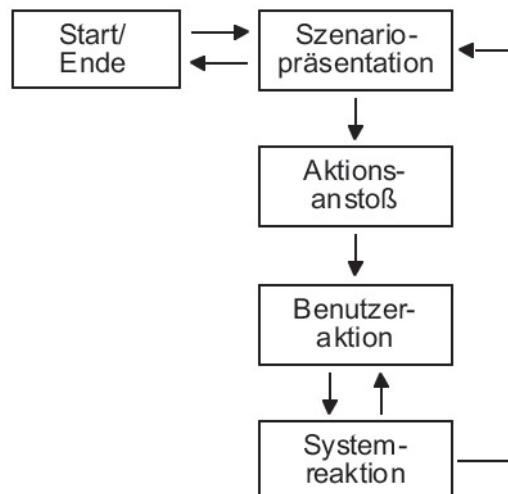 Start/
Ende
Szenario-
präsentation
Aktions-
anstoß
Benutzer-
aktion
System-
reaktion